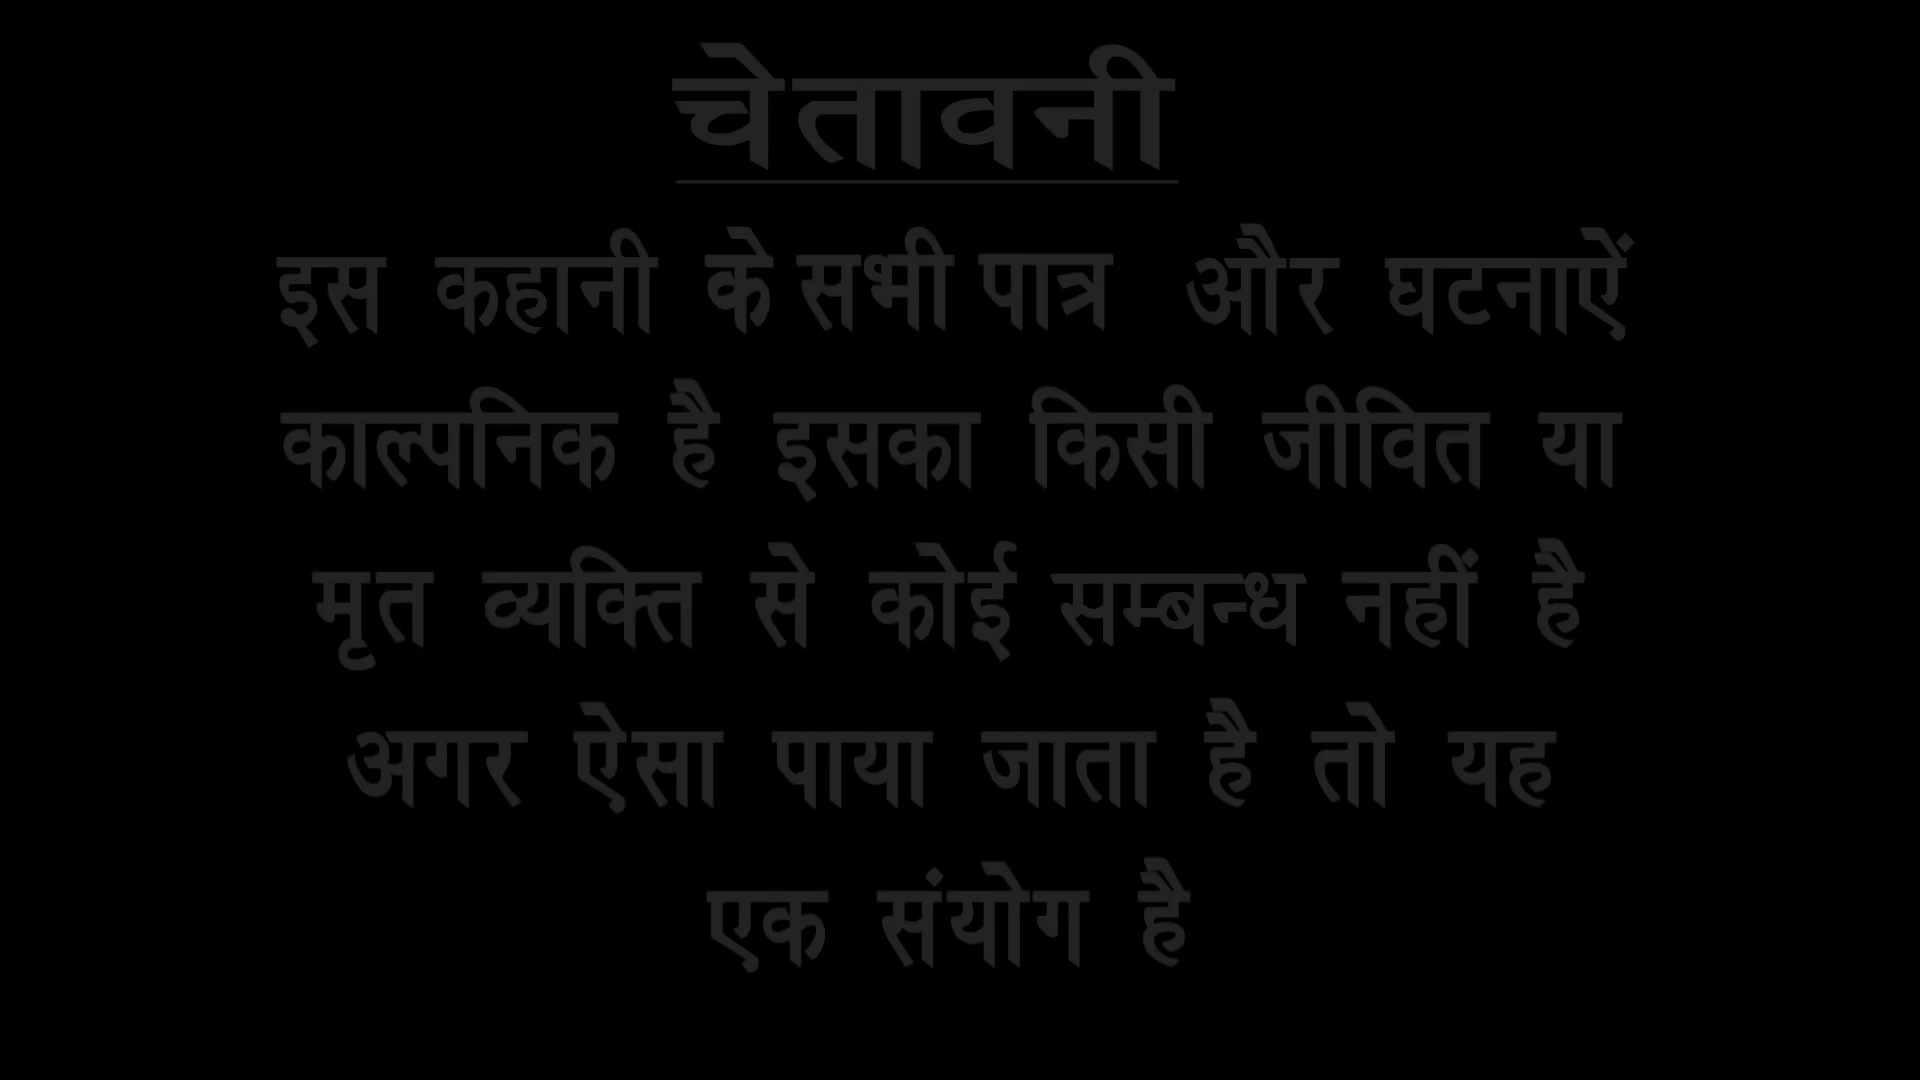 चेतावनी
इस कहानी के सभी पात्र और घटनाऐं
काल्पनिक है इसका किसी जीवित या
मृत व्यक्ति से कोई सम्बन्ध नहीं है
अगर ऐसा पाया जाता है तो यह
एक संयोग है